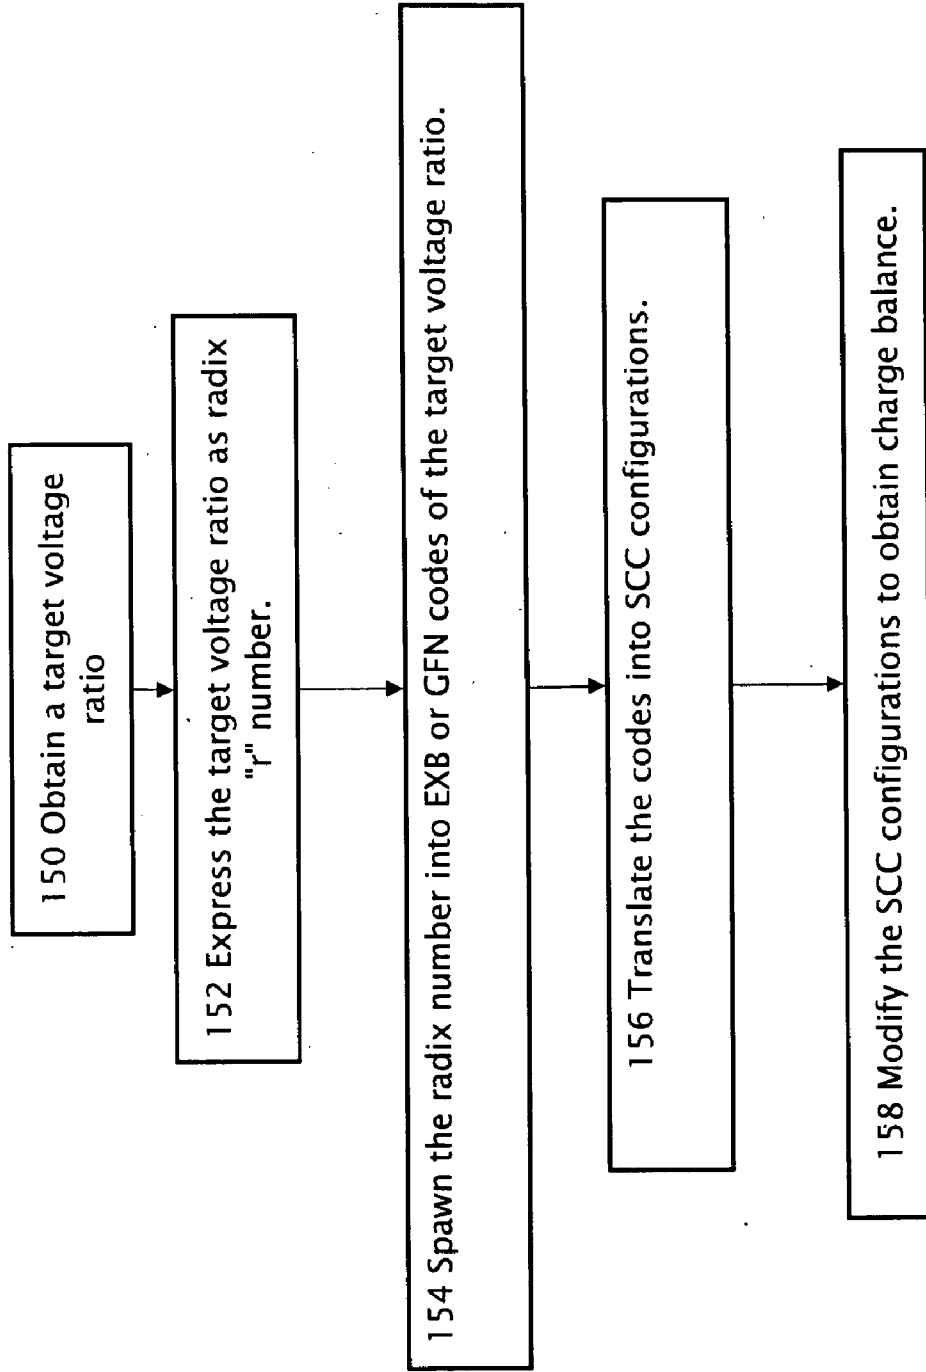 150 Obtain a target voltage
ratio
152 Express the target voltage ratio as radix
"r" number.
154 Spawn the radix number into EXB or GFN codes of the target voltage ratio.
156 Translate the codes into SCC configurations.
158 Modify the SCC configurations to obtain charge balance.